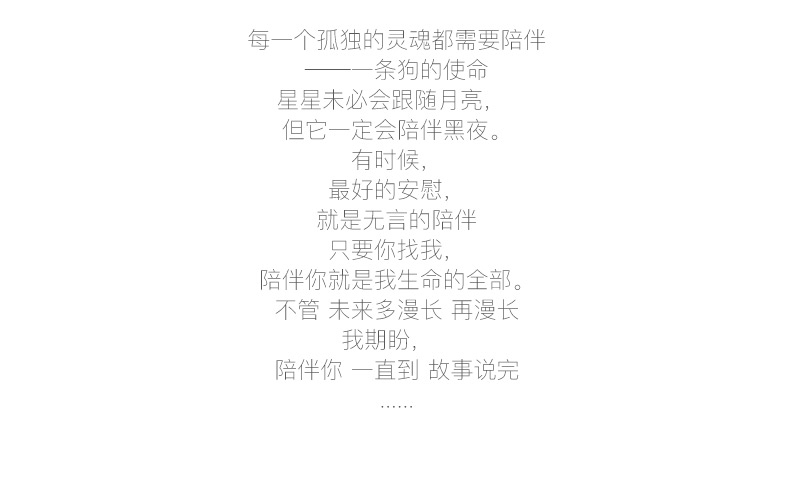 每一个孤独的灵魂都需要陪伴
———一条狗的使命
星星未必会跟随月亮，
但它一定会陪伴黑夜。
有时候，
最好的安慰，
就是无言的陪伴
只要你找我，
陪伴你就是我生命的全部。
不管 未来多漫长 再漫长
我期盼，
陪伴你 一直到 故事说完
……